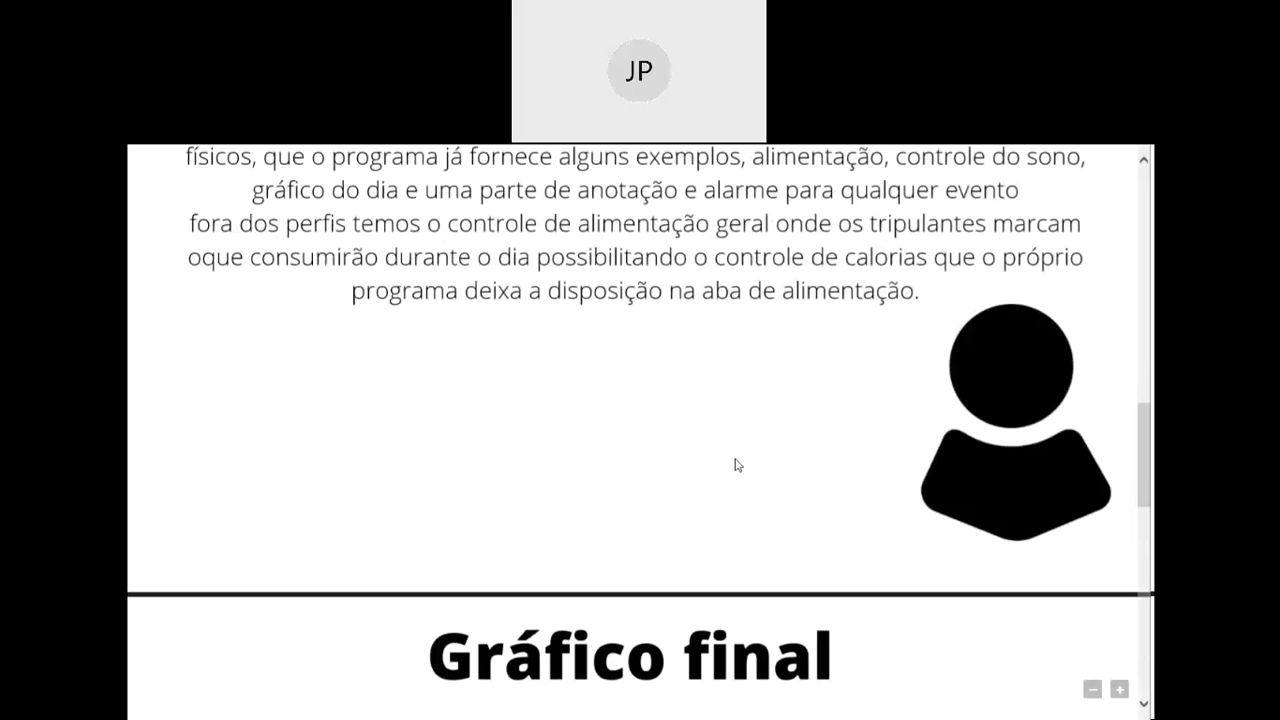 JP
físicos, que o programa já fornece alguns exemplos, alimentação, controle do sono,
gráfico do dia e uma parte de anotação e alarme para qualquer evento
fora dos perfis temos o controle de alimentação geral onde os tripulantes marcam
oque consumirão durante o dia possibilitando o controle de calorias que o próprio
programa deixa a disposição na aba de alimentação.
Gráfico final